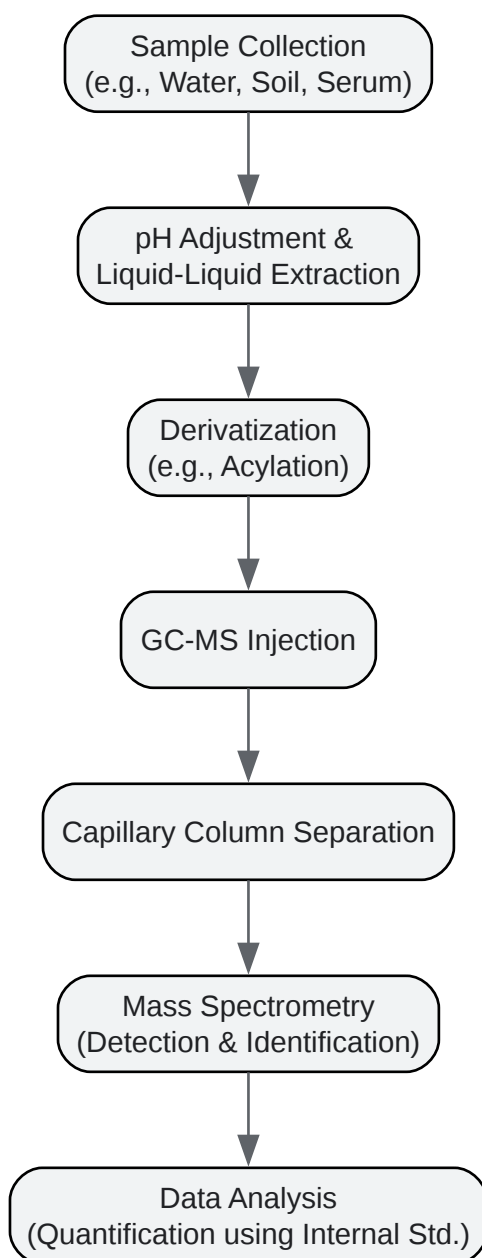 Sample Collection
(e.g., Water, Soil, Serum)
pH Adjustment &
Liquid-Liquid Extraction
Derivatization
(e.g., Acylation)
GC-MS Injection
Capillary Column Separation
Mass Spectrometry
(Detection & Identification)
Data Analysis
(Quantification using Internal Std.)